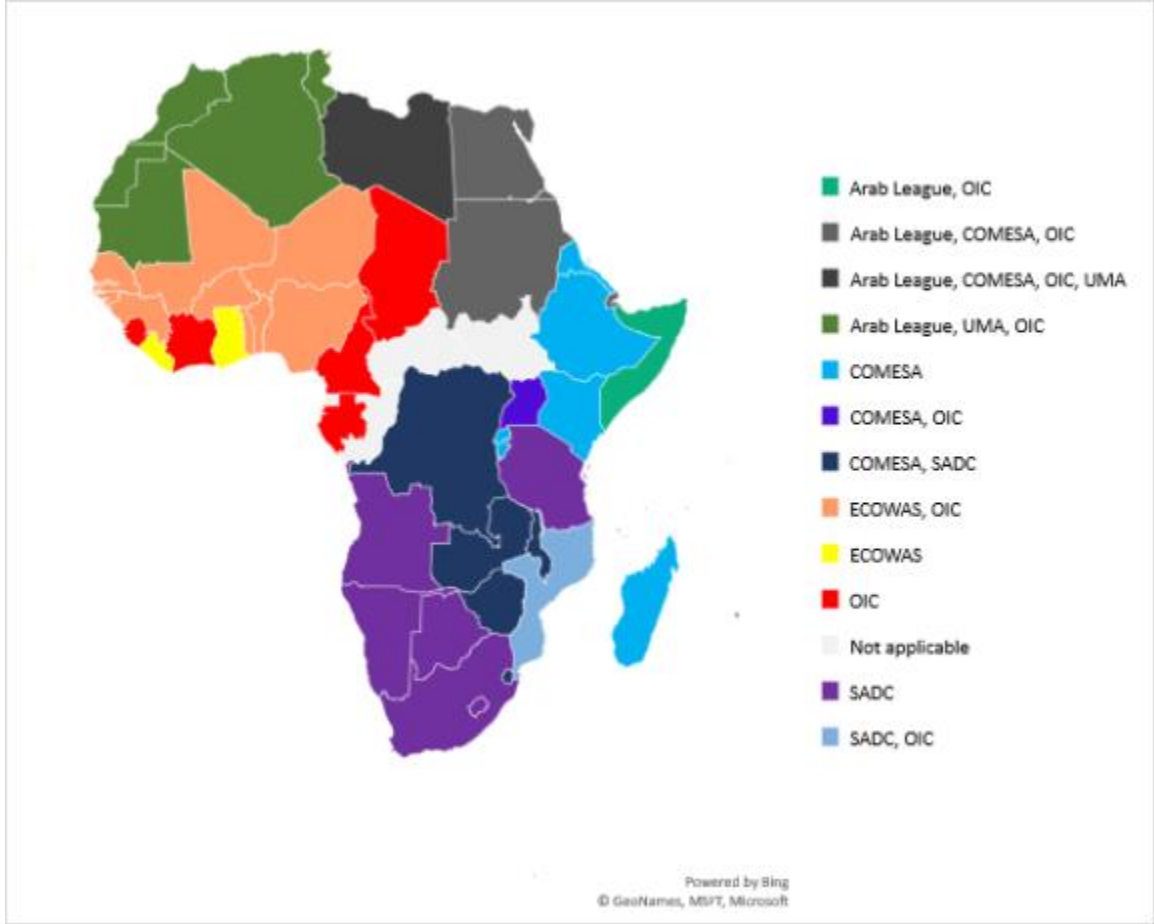 Arab League, OIC
Arab League, COMESA, OIC
Arab League, COMESA, OIC, UMA
Arab League, UMA, OIC
COMESA
COMESA, OIC
COMESA, SADC
ECOWAS, OIC
ECOWAS
OIC
Not applicable
SADC
SADC, OIC
Powered by Bing
© GeoNames, MSFT, Microsoft